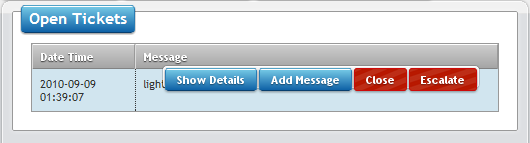 Open Tickets
Date Time Message
2010-09-09
01:39:07
Show Details Add Message Close Escalate